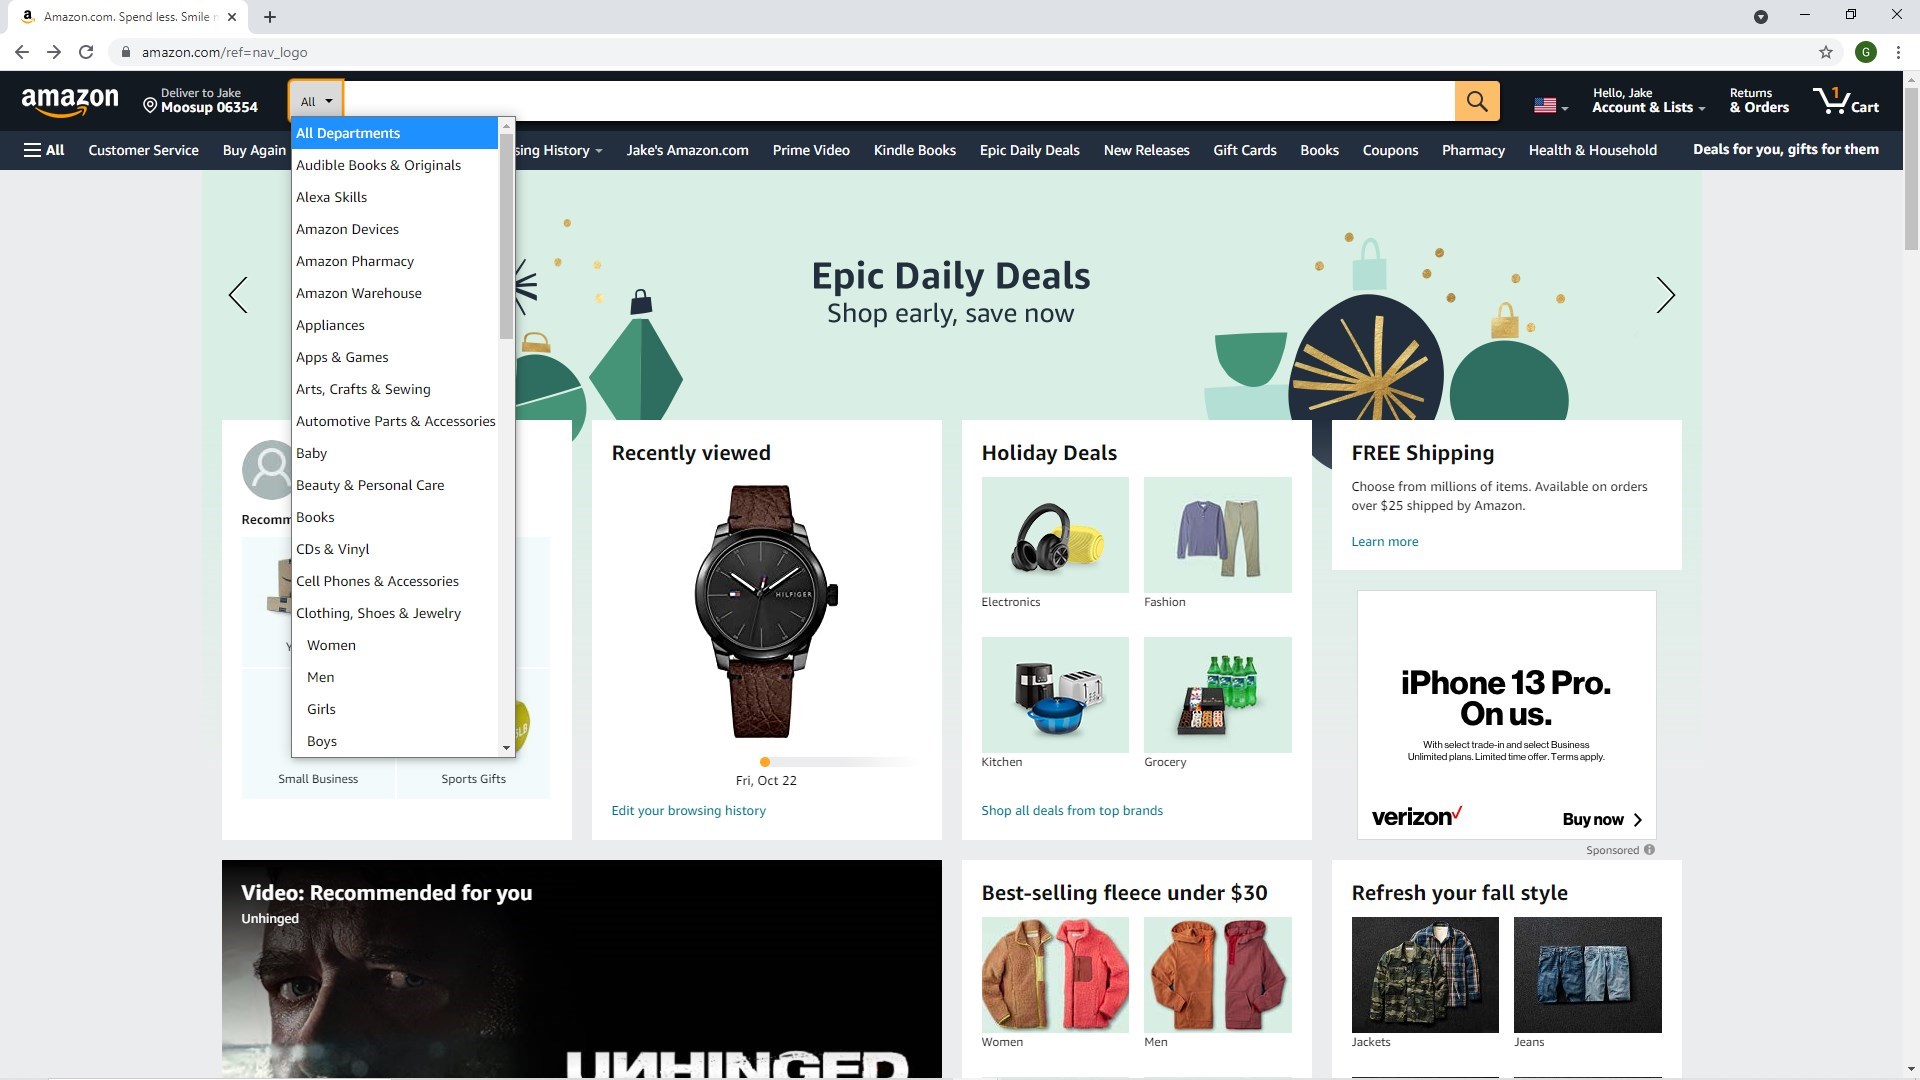 Amazon.com. Spend less. Smile
amazon.com/ref=nav_logo
G
amazon
Deliver to Jake
Moosup 06354
All
Hello, Jake
Account & Lists
Returns
& Orders
1
Cart
All
Customer Service
Buy Again
sing History
Jake's Amazon.com
Prime Video
Kindle Books
Epic Daily Deals
New Releases
Gift Cards
Books
Coupons
Pharmacy
Health & Household
Deals for you, gifts for them
All Departments
Audible Books & Originals
Alexa Skills
Amazon Devices
Amazon Pharmacy
Amazon Warehouse
Appliances
Apps & Games
Arts, Crafts & Sewing
Automotive Parts & Accessories
Baby
Beauty & Personal Care
Books
CDs & Vinyl
Cell Phones & Accessories
Clothing, Shoes & Jewelry
Women
Men
Girls
Boys
Epic Daily Deals
Shop early, save now
Recomm
Y
SLB
Small Business
Sports Gifts
Recently viewed
HILFIGER
Fri, Oct 22
Edit your browsing history
Holiday Deals
Electronics
Fashion
Kitchen
Grocery
Shop all deals from top brands
FREE Shipping
Choose from millions of items. Available on orders
over $25 shipped by Amazon.
Learn more
iPhone 13 Pro.
On us.
With select trade-in and select Business
Unlimited plans. Limited time offer. Terms apply.
verizon
Buy now
Sponsored
Video: Recommended for you
Unhinged
UNHINGED
Best-selling fleece under $30
Women
Men
Refresh your fall style
Jackets
Jeans